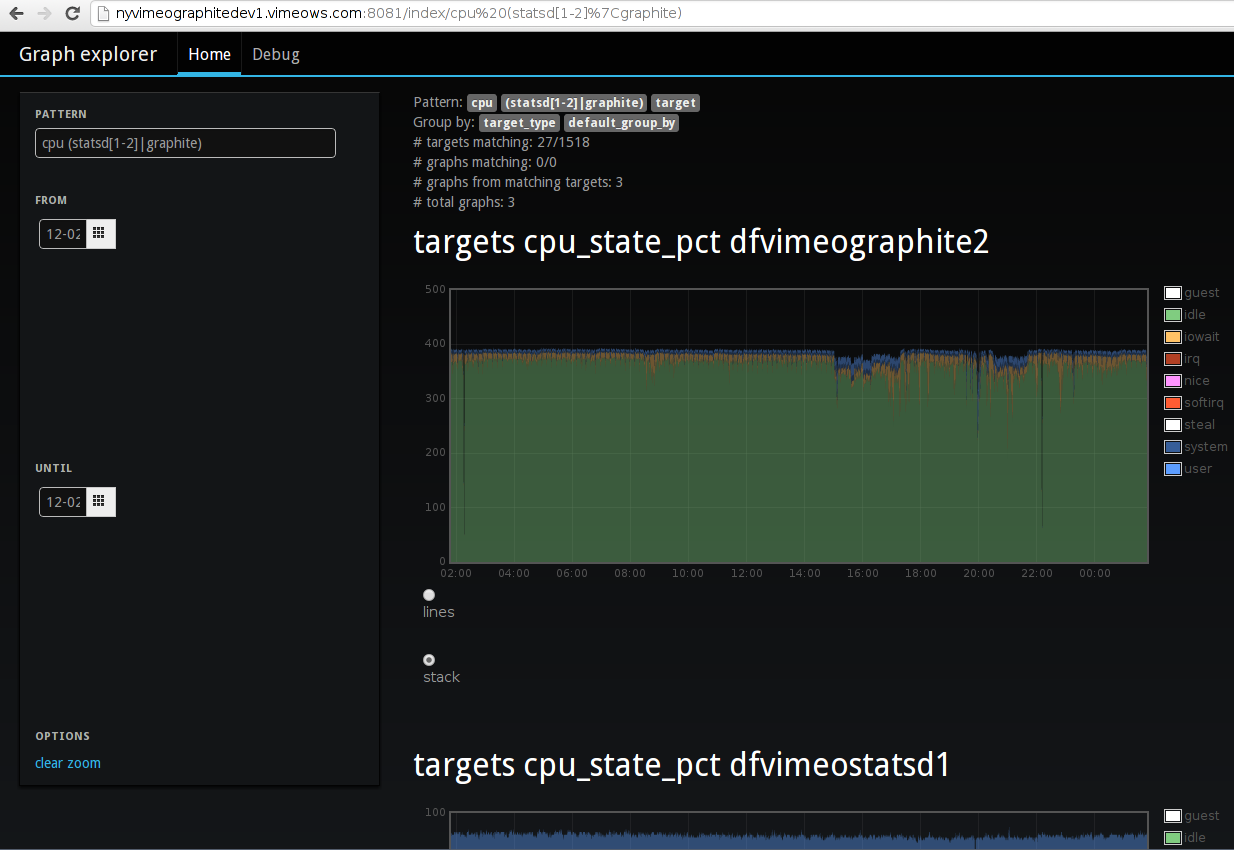 nyvimeographitedev1.vimeows.com:8081/index/cpu%20(statsd[1-2]%7Cgraphite)
Graph explorer Home Debug
PATTERN
cpu (statsd[1-2]|graphite)
FROM
12-02
UNTIL
12-02
OPTIONS
clear zoom
Pattern: cpu (statsd[1-2]|graphite) target
Group by: target_type default_group_by
# targets matching: 27/1518
# graphs matching: 0/0
# graphs from matching targets: 3
# total graphs: 3
targets cpu_state_pct dfvimeographite2
500
400
300
200
100
0
02:00 04:00 06:00 08:00 10:00 12:00 14:00 16:00 18:00 20:00 22:00 00:00
guest
idle
iowait
irq
nice
softirq
steal
system
user
lines
stack
targets cpu_state_pct dfvimeostatsd1
100
guest
idle